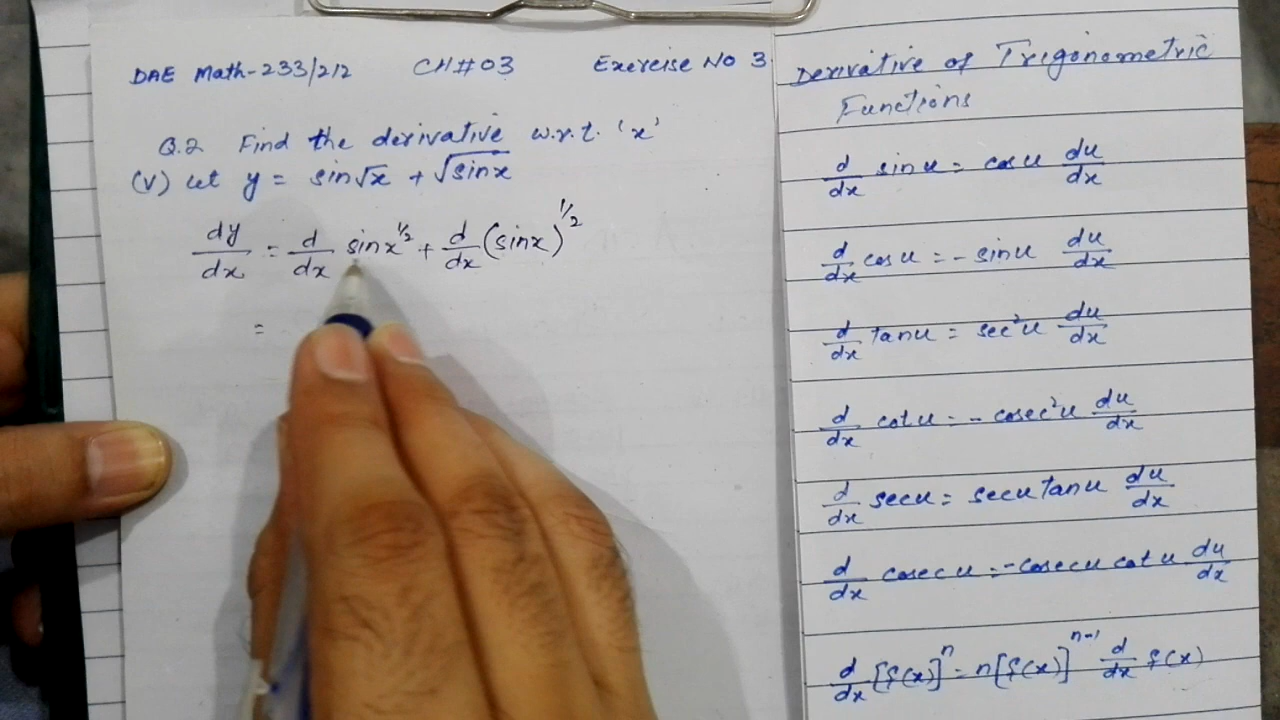 DAE Math-233/212 CH#03 Exercise No 3
Q.2 Find the derivative w.r.t. 'x'
(V) Let y = sin√x + √sinx
dy/dx = d/dx sinx^1/2 + d/dx (sinx)^1/2
=
Derivative of Trigonometric
Functions
d/dx sinu = cosu du/dx
d/dx cosu = -sinu du/dx
d/dx tanu = sec²u du/dx
d/dx cotu = -cosec²u du/dx
d/dx secu = secutanu du/dx
d/dx cosecu = -cosecu cotu du/dx
d/dx [f(x)]^n = n[f(x)]^n-1 d/dx f(x)